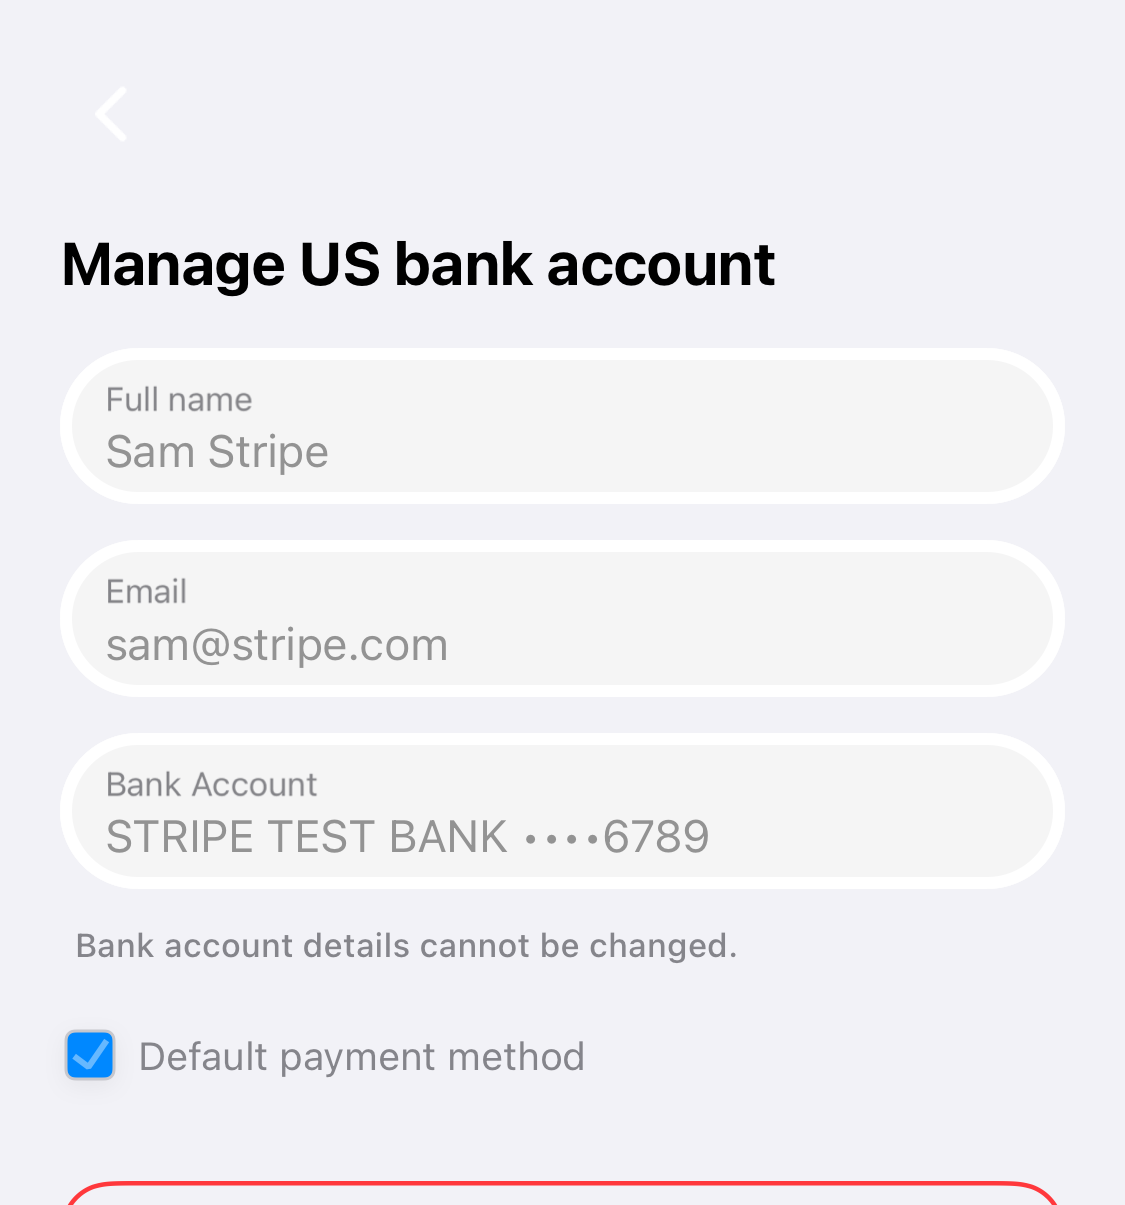 Manage US bank account
Full name
Sam Stripe
Email
sam@stripe.com
Bank Account
STRIPE TEST BANK ••••6789
Bank account details cannot be changed.
Default payment method